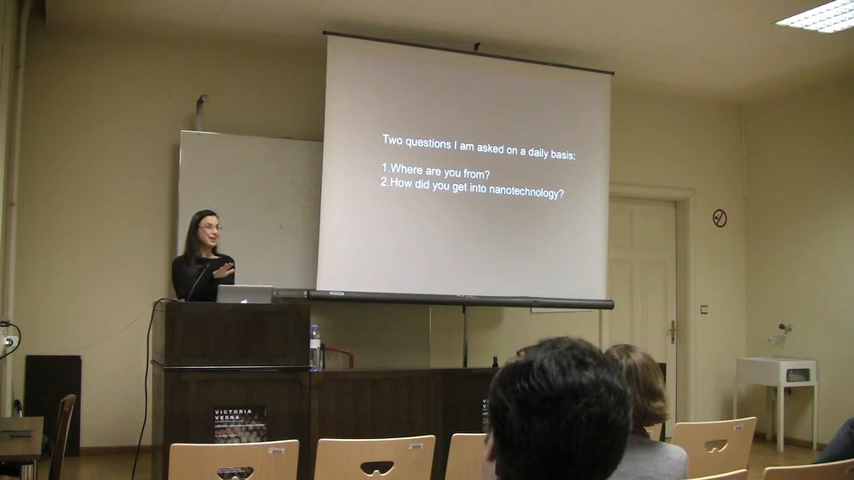 Two questions I am asked on a daily basis:
1.Where are you from?
2.How did you get into nanotechnology?
VICTORIA
VESNA